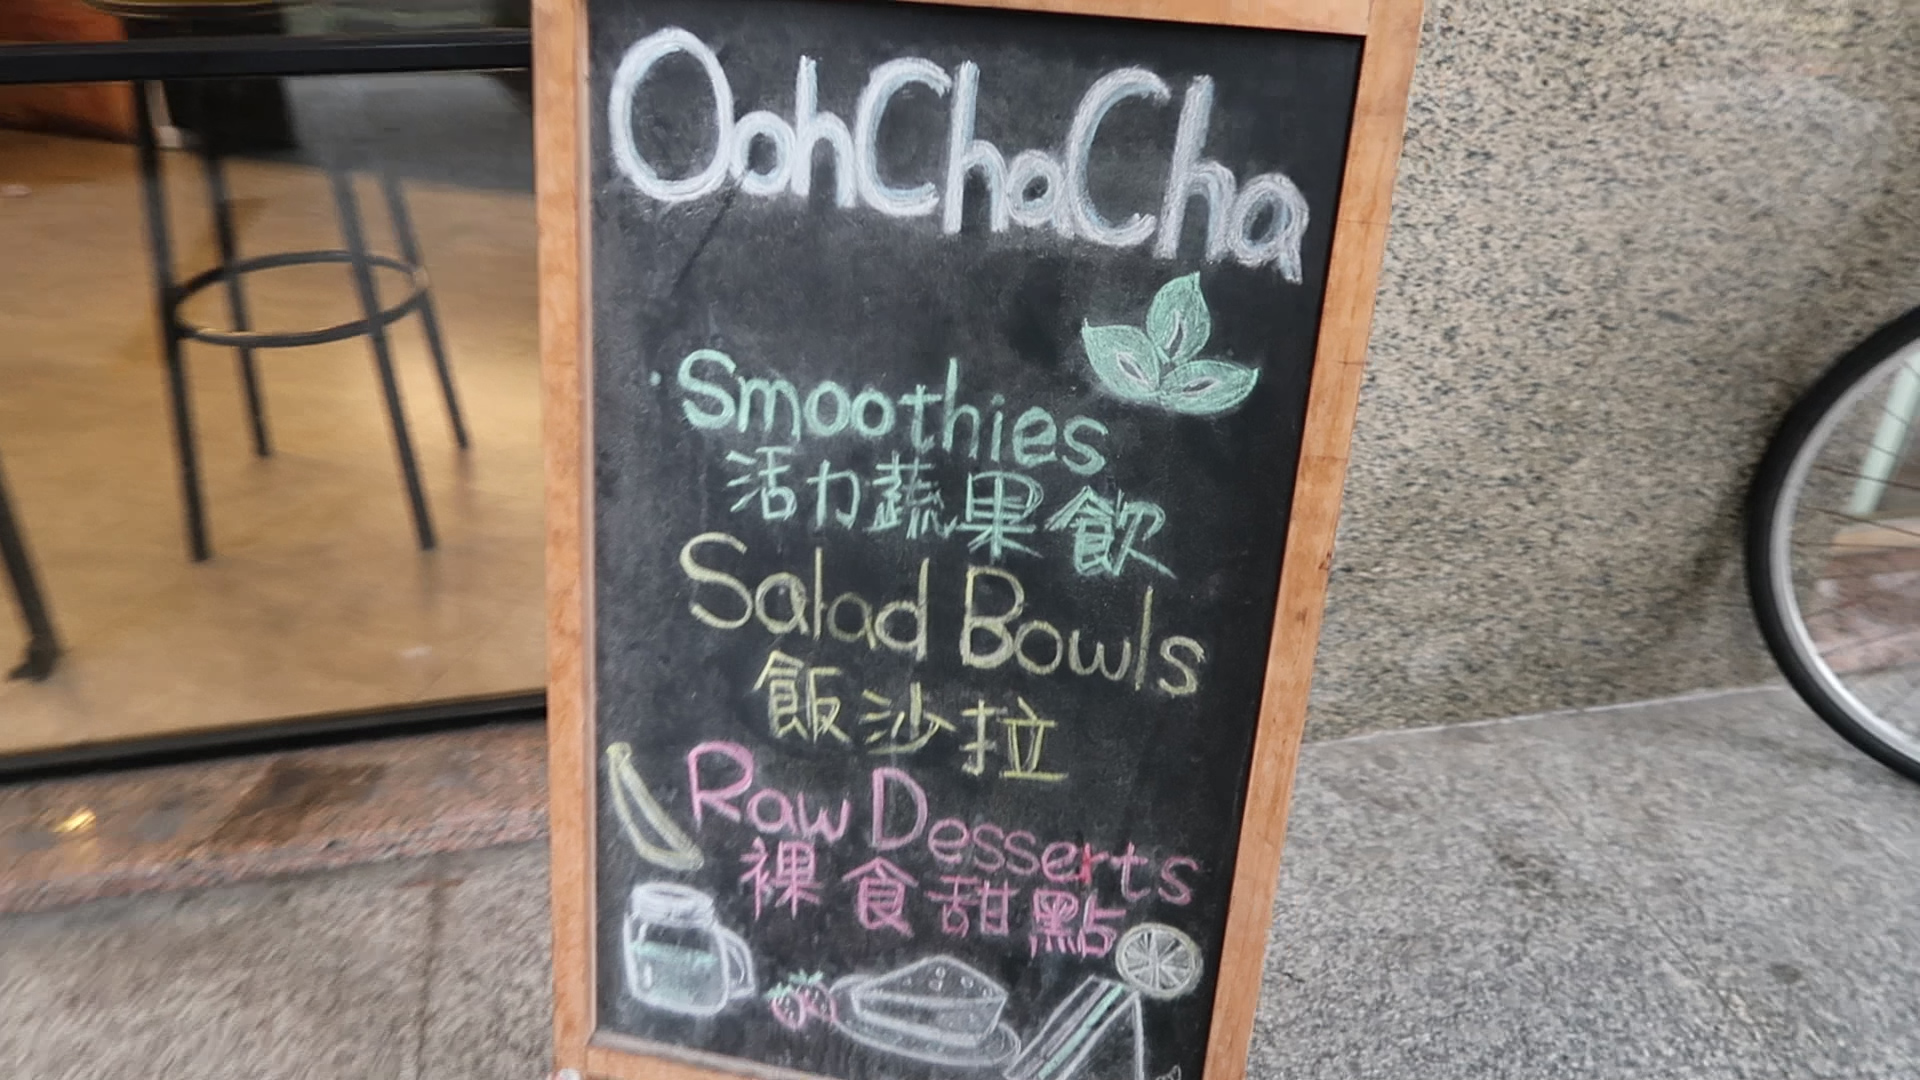 OohChaCha
Smoothies
活力蔬果飲
Salad Bowls
飯沙拉
Raw Desserts
裸食甜點